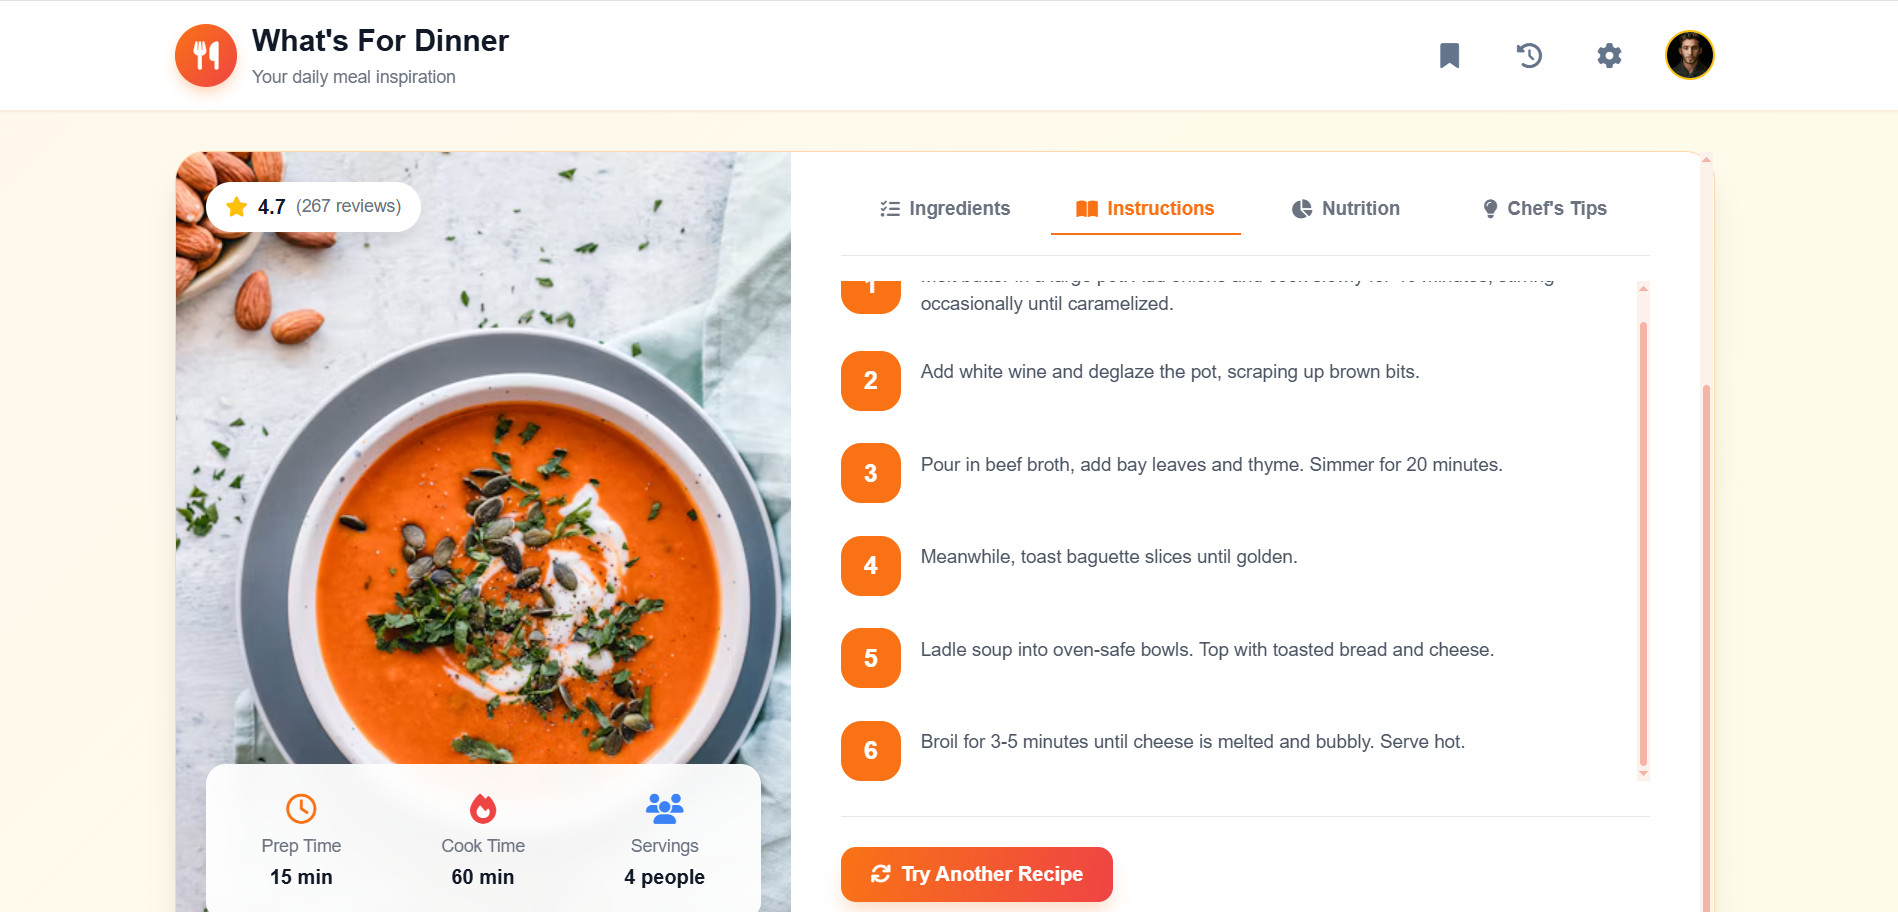 What's For Dinner
Your daily meal inspiration
4.7 (267 reviews)
Prep Time
15 min
Cook Time
60 min
Servings
4 people
Ingredients
Instructions
Nutrition
Chef's Tips
1
occasionally until caramelized.
2
Add white wine and deglaze the pot, scraping up brown bits.
3
Pour in beef broth, add bay leaves and thyme. Simmer for 20 minutes.
4
Meanwhile, toast baguette slices until golden.
5
Ladle soup into oven-safe bowls. Top with toasted bread and cheese.
6
Broil for 3-5 minutes until cheese is melted and bubbly. Serve hot.
Try Another Recipe